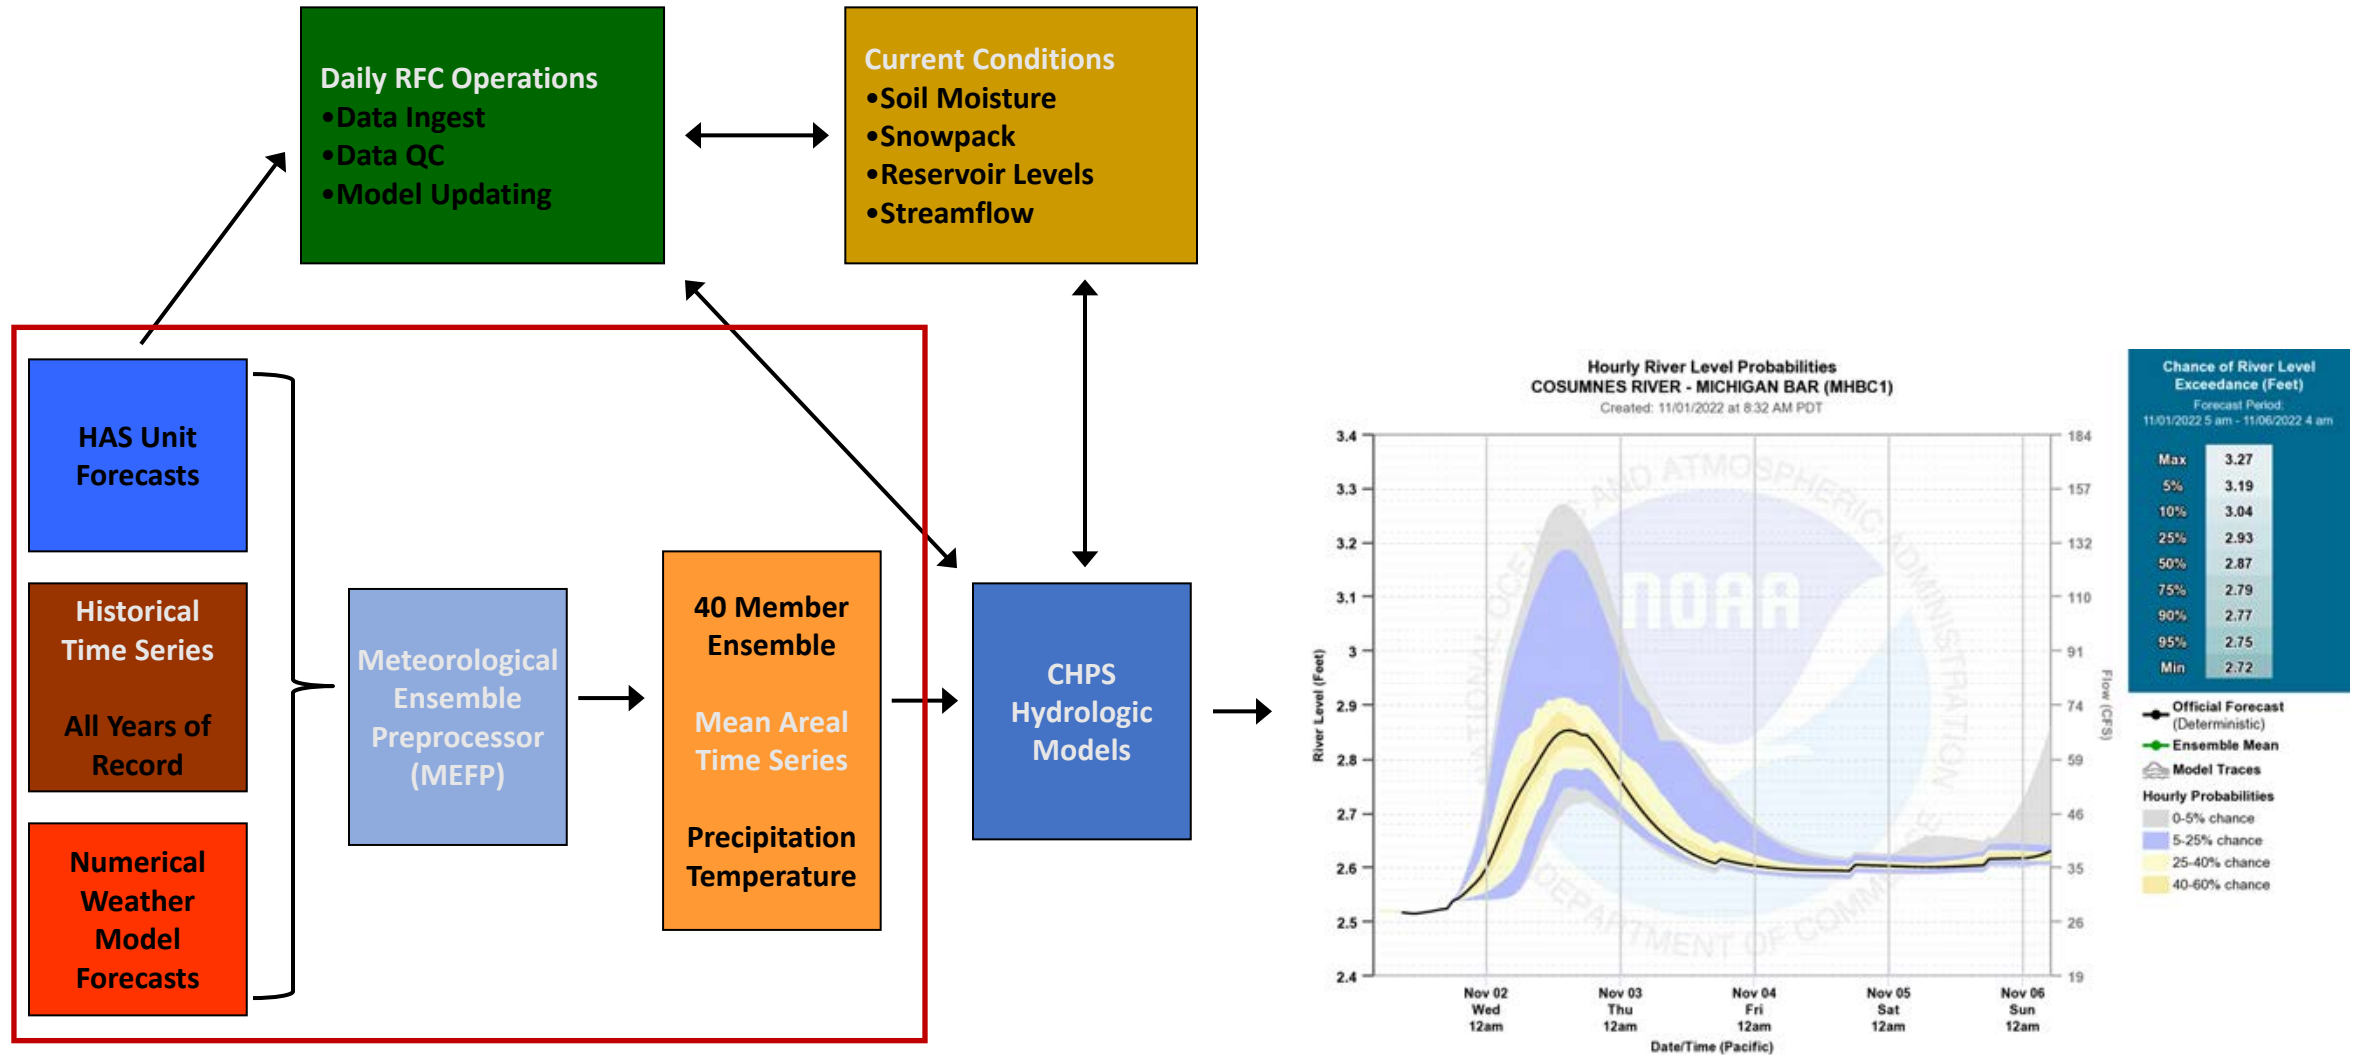 Daily RFC Operations
•Data Ingest
•Data QC
•Model Updating
Current Conditions
•Soil Moisture
•Snowpack
•Reservoir Levels
•Streamflow
HAS Unit
Forecasts
Historical
Time Series
All Years of
Record
Numerical
Weather
Model
Forecasts
Meteorological
Ensemble
Preprocessor
(MEFP)
40 Member
Ensemble
Mean Areal
Time Series
Precipitation
Temperature
CHPS
Hydrologic
Models
Hourly River Level Probabilities
COSUMNES RIVER - MICHIGAN BAR (MHBC1)
Created: 11/01/2022 at 8:32 AM PDT
River Level (Feet)
3.4
3.3
3.2
3.1
3
2.9
2.8
2.7
2.6
2.5
2.4
184
157
132
110
91
74
59
46
35
26
19
Flow (CFS)
NATIONAL OCEANIC AND ATMOSPHERIC ADMINISTRATION
NOAA
DEPARTMENT OF COMMERCE
Nov 02
Wed
12am
Nov 03
Thu
12am
Nov 04
Fri
12am
Nov 05
Sat
12am
Nov 06
Sun
12am
Date/Time (Pacific)
Chance of River Level
Exceedance (Feet)
Forecast Period:
11/01/2022 5 am - 11/06/2022 4 am
Max 3.27
5% 3.19
10% 3.04
25% 2.93
50% 2.87
75% 2.79
90% 2.77
95% 2.75
Min 2.72
Official Forecast
(Deterministic)
Ensemble Mean
Model Traces
Hourly Probabilities
0-5% chance
5-25% chance
25-40% chance
40-60% chance